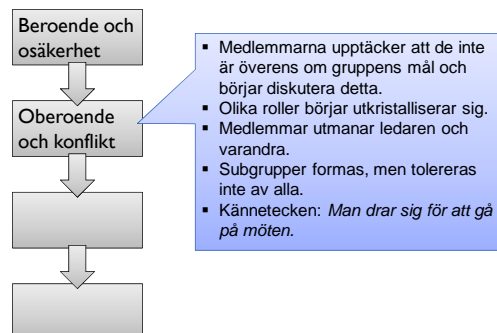 Beroende och
osäkerhet
Oberoende
och konflikt
▪ Medlemmarna upptäcker att de inte
är överens om gruppens mål och
börjar diskutera detta.
▪ Olika roller börjar utkristalliserar sig.
▪ Medlemmar utmanar ledaren och
varandra.
▪ Subgrupper formas, men tolereras
inte av alla.
▪ Kännetecken: Man drar sig för att gå
på möten.